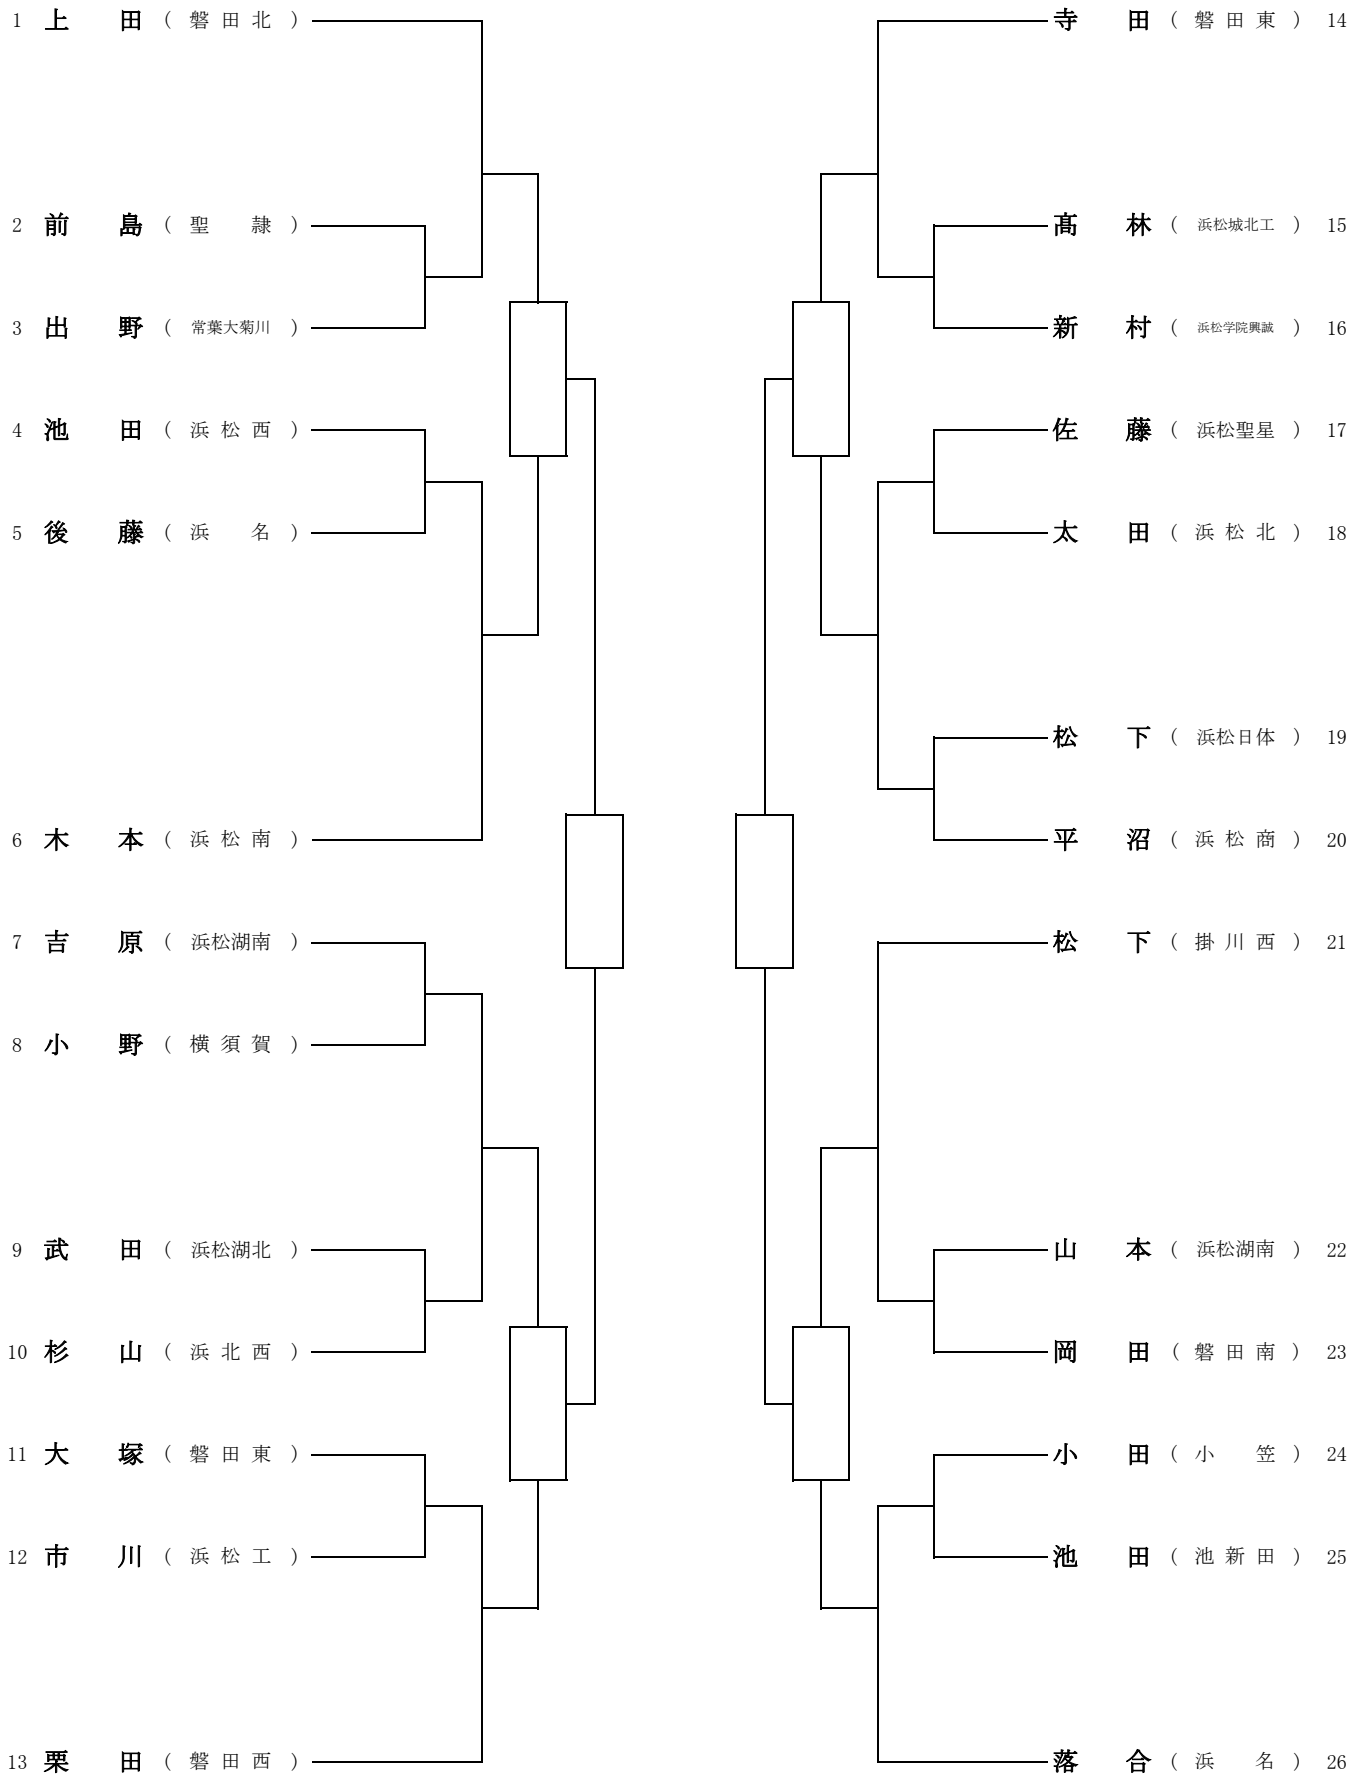 1 上田 (磐田北)
2 前島 (聖隷)
3 出野 (常葉大菊川)
4 池田 (浜松西)
5 後藤 (浜名)
6 木本 (浜松南)
7 吉原 (浜松湖南)
8 小野 (横須賀)
9 武田 (浜松湖北)
10 杉山 (浜北西)
11 大塚 (磐田東)
12 市川 (浜松工)
13 栗田 (磐田西)
寺田 (磐田東) 14
髙林 (浜松城北工) 15
新村 (浜松学院興誠) 16
佐藤 (浜松聖星) 17
太田 (浜松北) 18
松下 (浜松日体) 19
平沼 (浜松商) 20
松下 (掛川西) 21
山本 (浜松湖南) 22
岡田 (磐田南) 23
小田 (小笠) 24
池田 (池新田) 25
落合 (浜名) 26